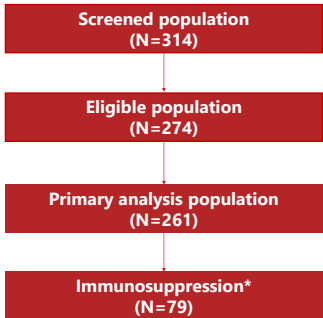 Screened population
(N=314)
Eligible population
(N=274)
Primary analysis population
(N=261)
Immunosuppression*
(N=79)